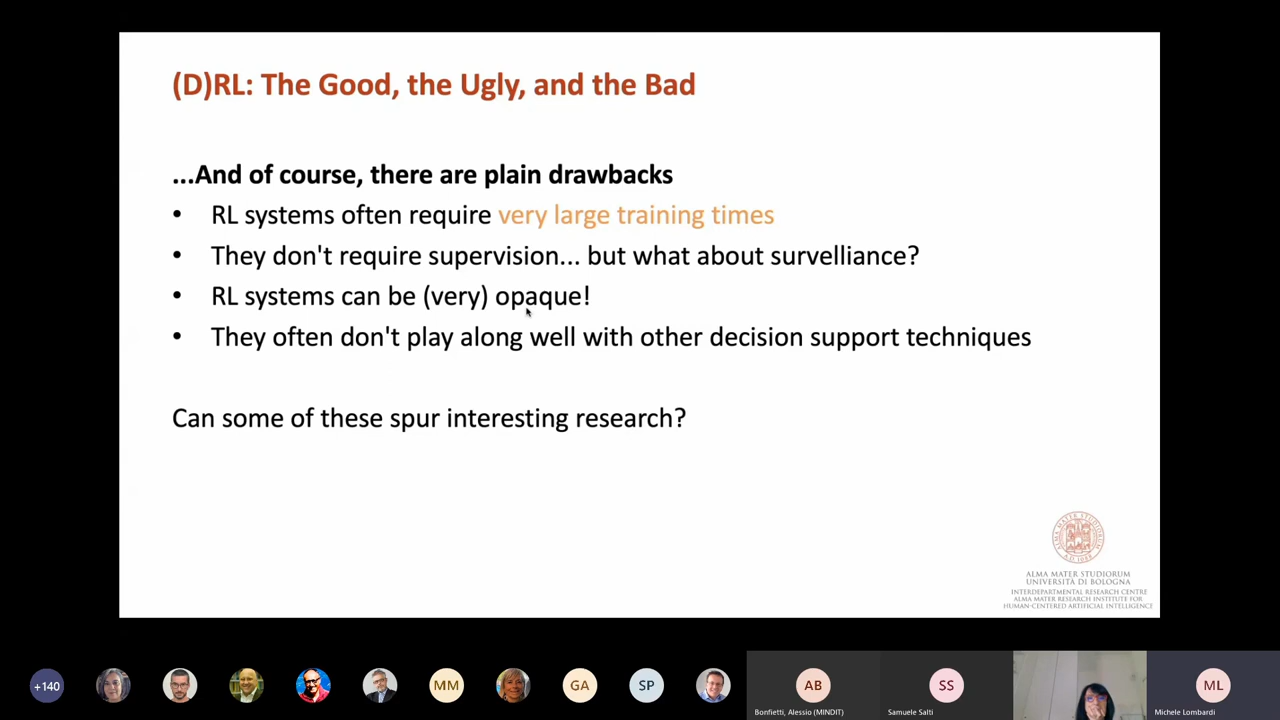 (D)RL: The Good, the Ugly, and the Bad
...And of course, there are plain drawbacks
• RL systems often require very large training times
• They don't require supervision... but what about survelliance?
• RL systems can be (very) opaque!
• They often don't play along well with other decision support techniques
Can some of these spur interesting research?
ALMA MATER STUDIORUM
UNIVERSITÀ DI BOLOGNA
INTERDEPARTMENTAL RESEARCH CENTRE
ALMA MATER RESEARCH INSTITUTE FOR
HUMAN-CENTERED ARTIFICIAL INTELLIGENCE
+140
MM
GA
SP
AB
SS
ML
Bonfietti, Alessio (MINDIT)
Samuele Salti
Michele Lombardi